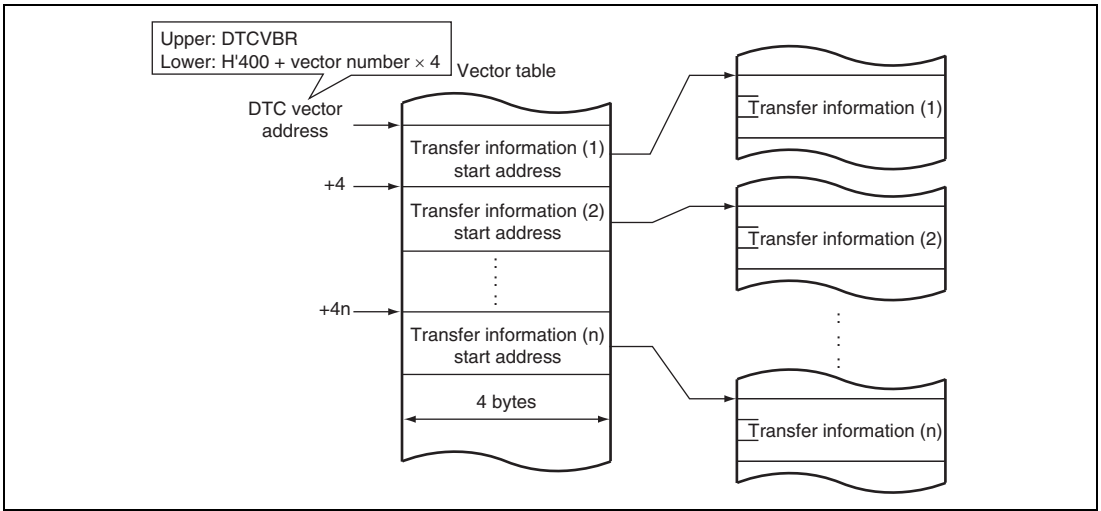 Upper: DTCVBR
Lower: H'400 + vector number × 4
Vector table
DTC vector
address
Transfer information (1)
start address
+4
Transfer information (2)
start address
+4n
Transfer information (n)
start address
4 bytes
Transfer information (1)
Transfer information (2)
Transfer information (n)